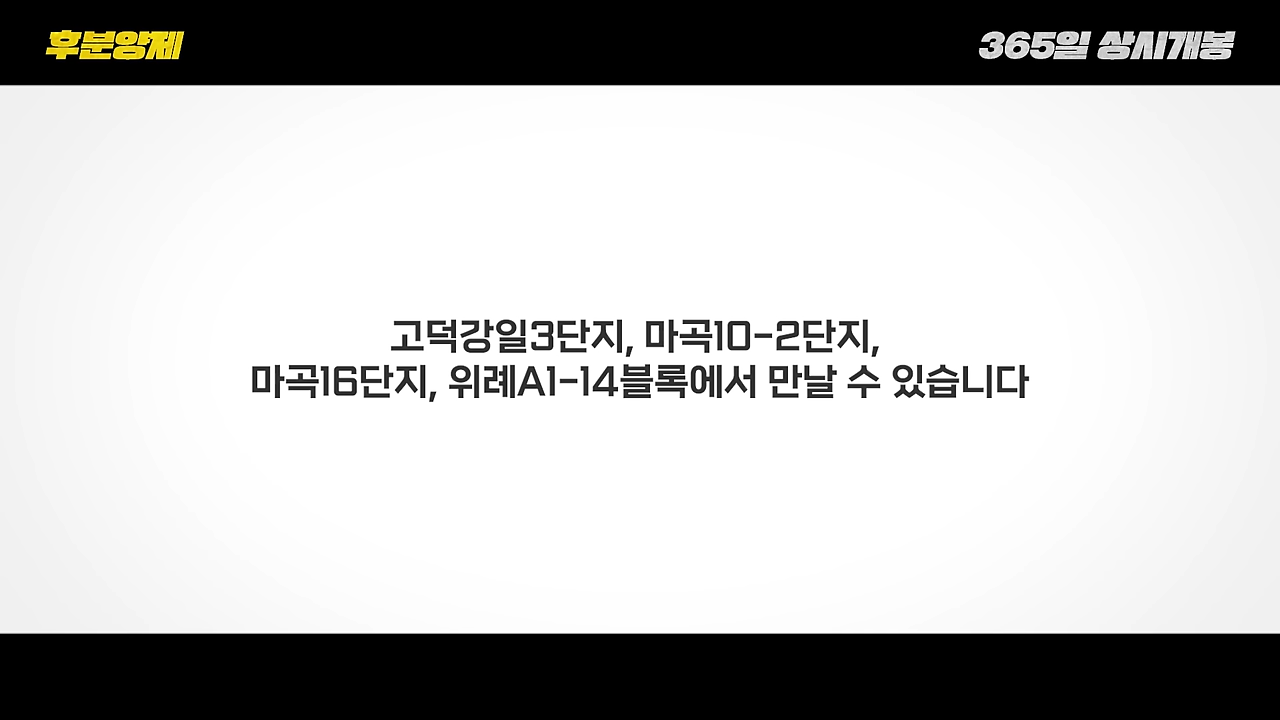 후분양제
365일 상시개봉
고덕강일3단지, 마곡10-2단지,
마곡16단지, 위례A1-14블록에서 만날 수 있습니다